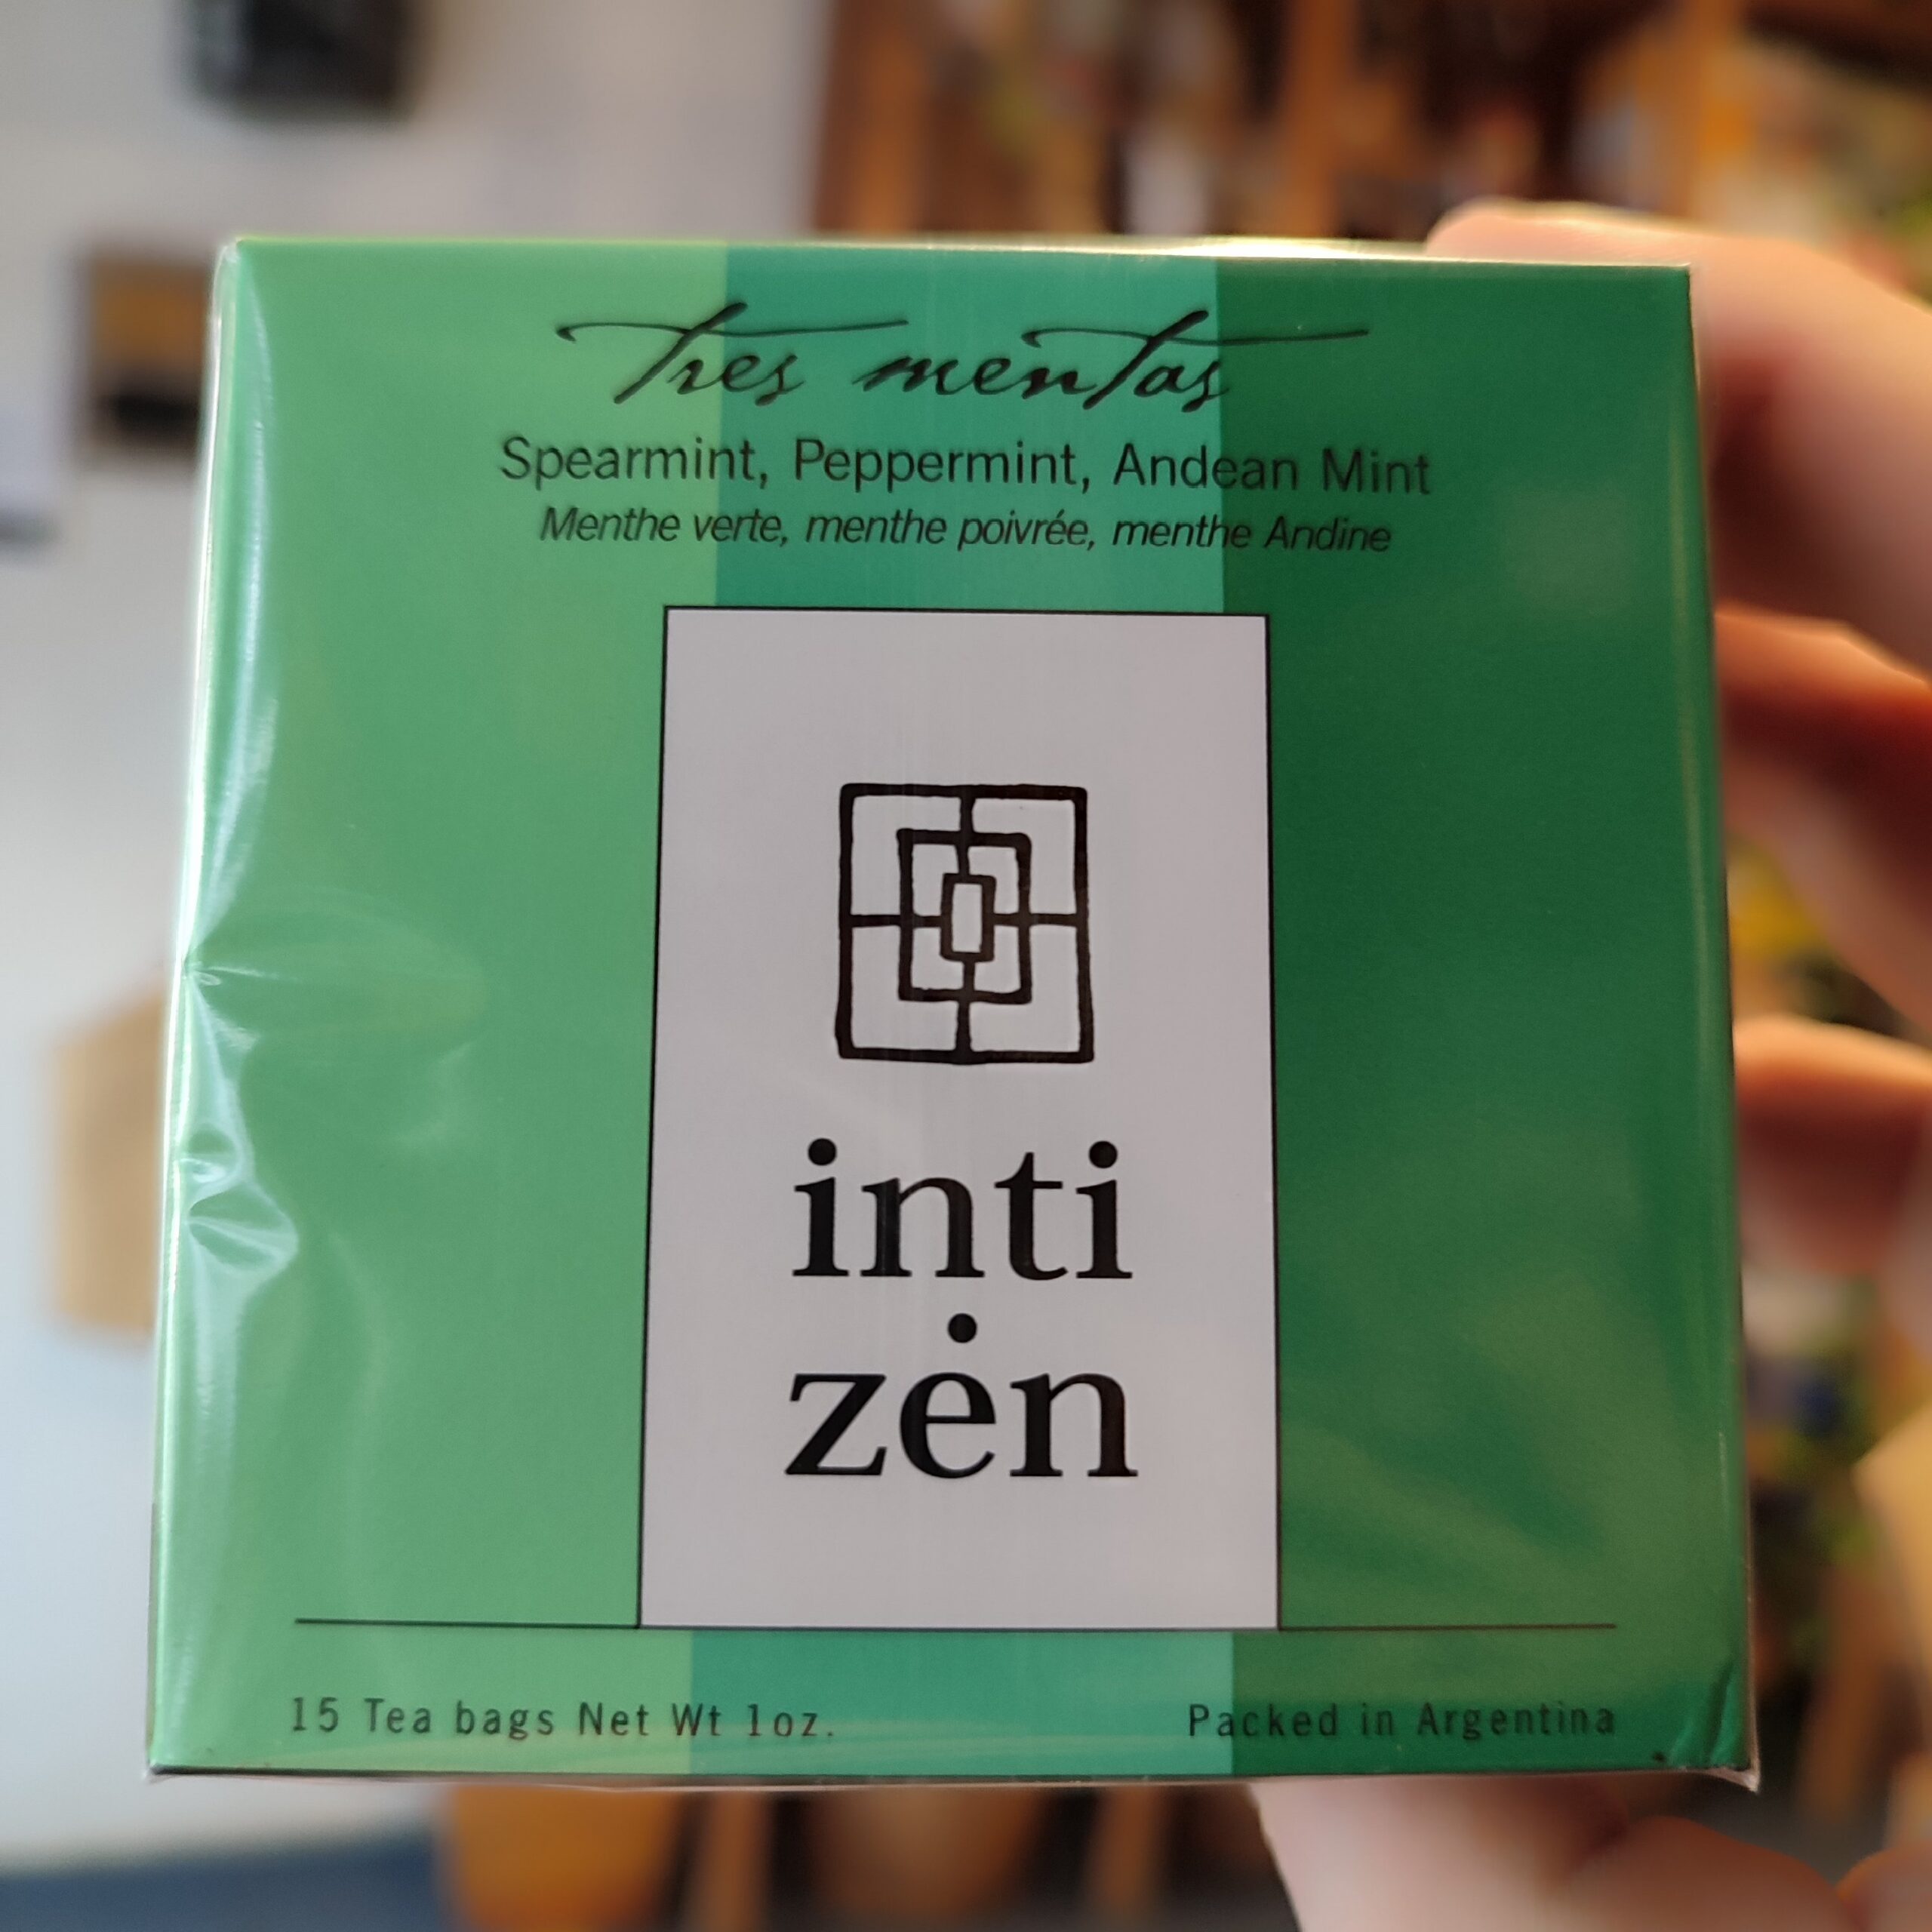 tres mentas
Spearmint, Peppermint, Andean Mint
Menthe verte, menthe poivrée, menthe Andine
inti
zėn
15 Tea bags Net Wt 1oz.
Packed in Argentina